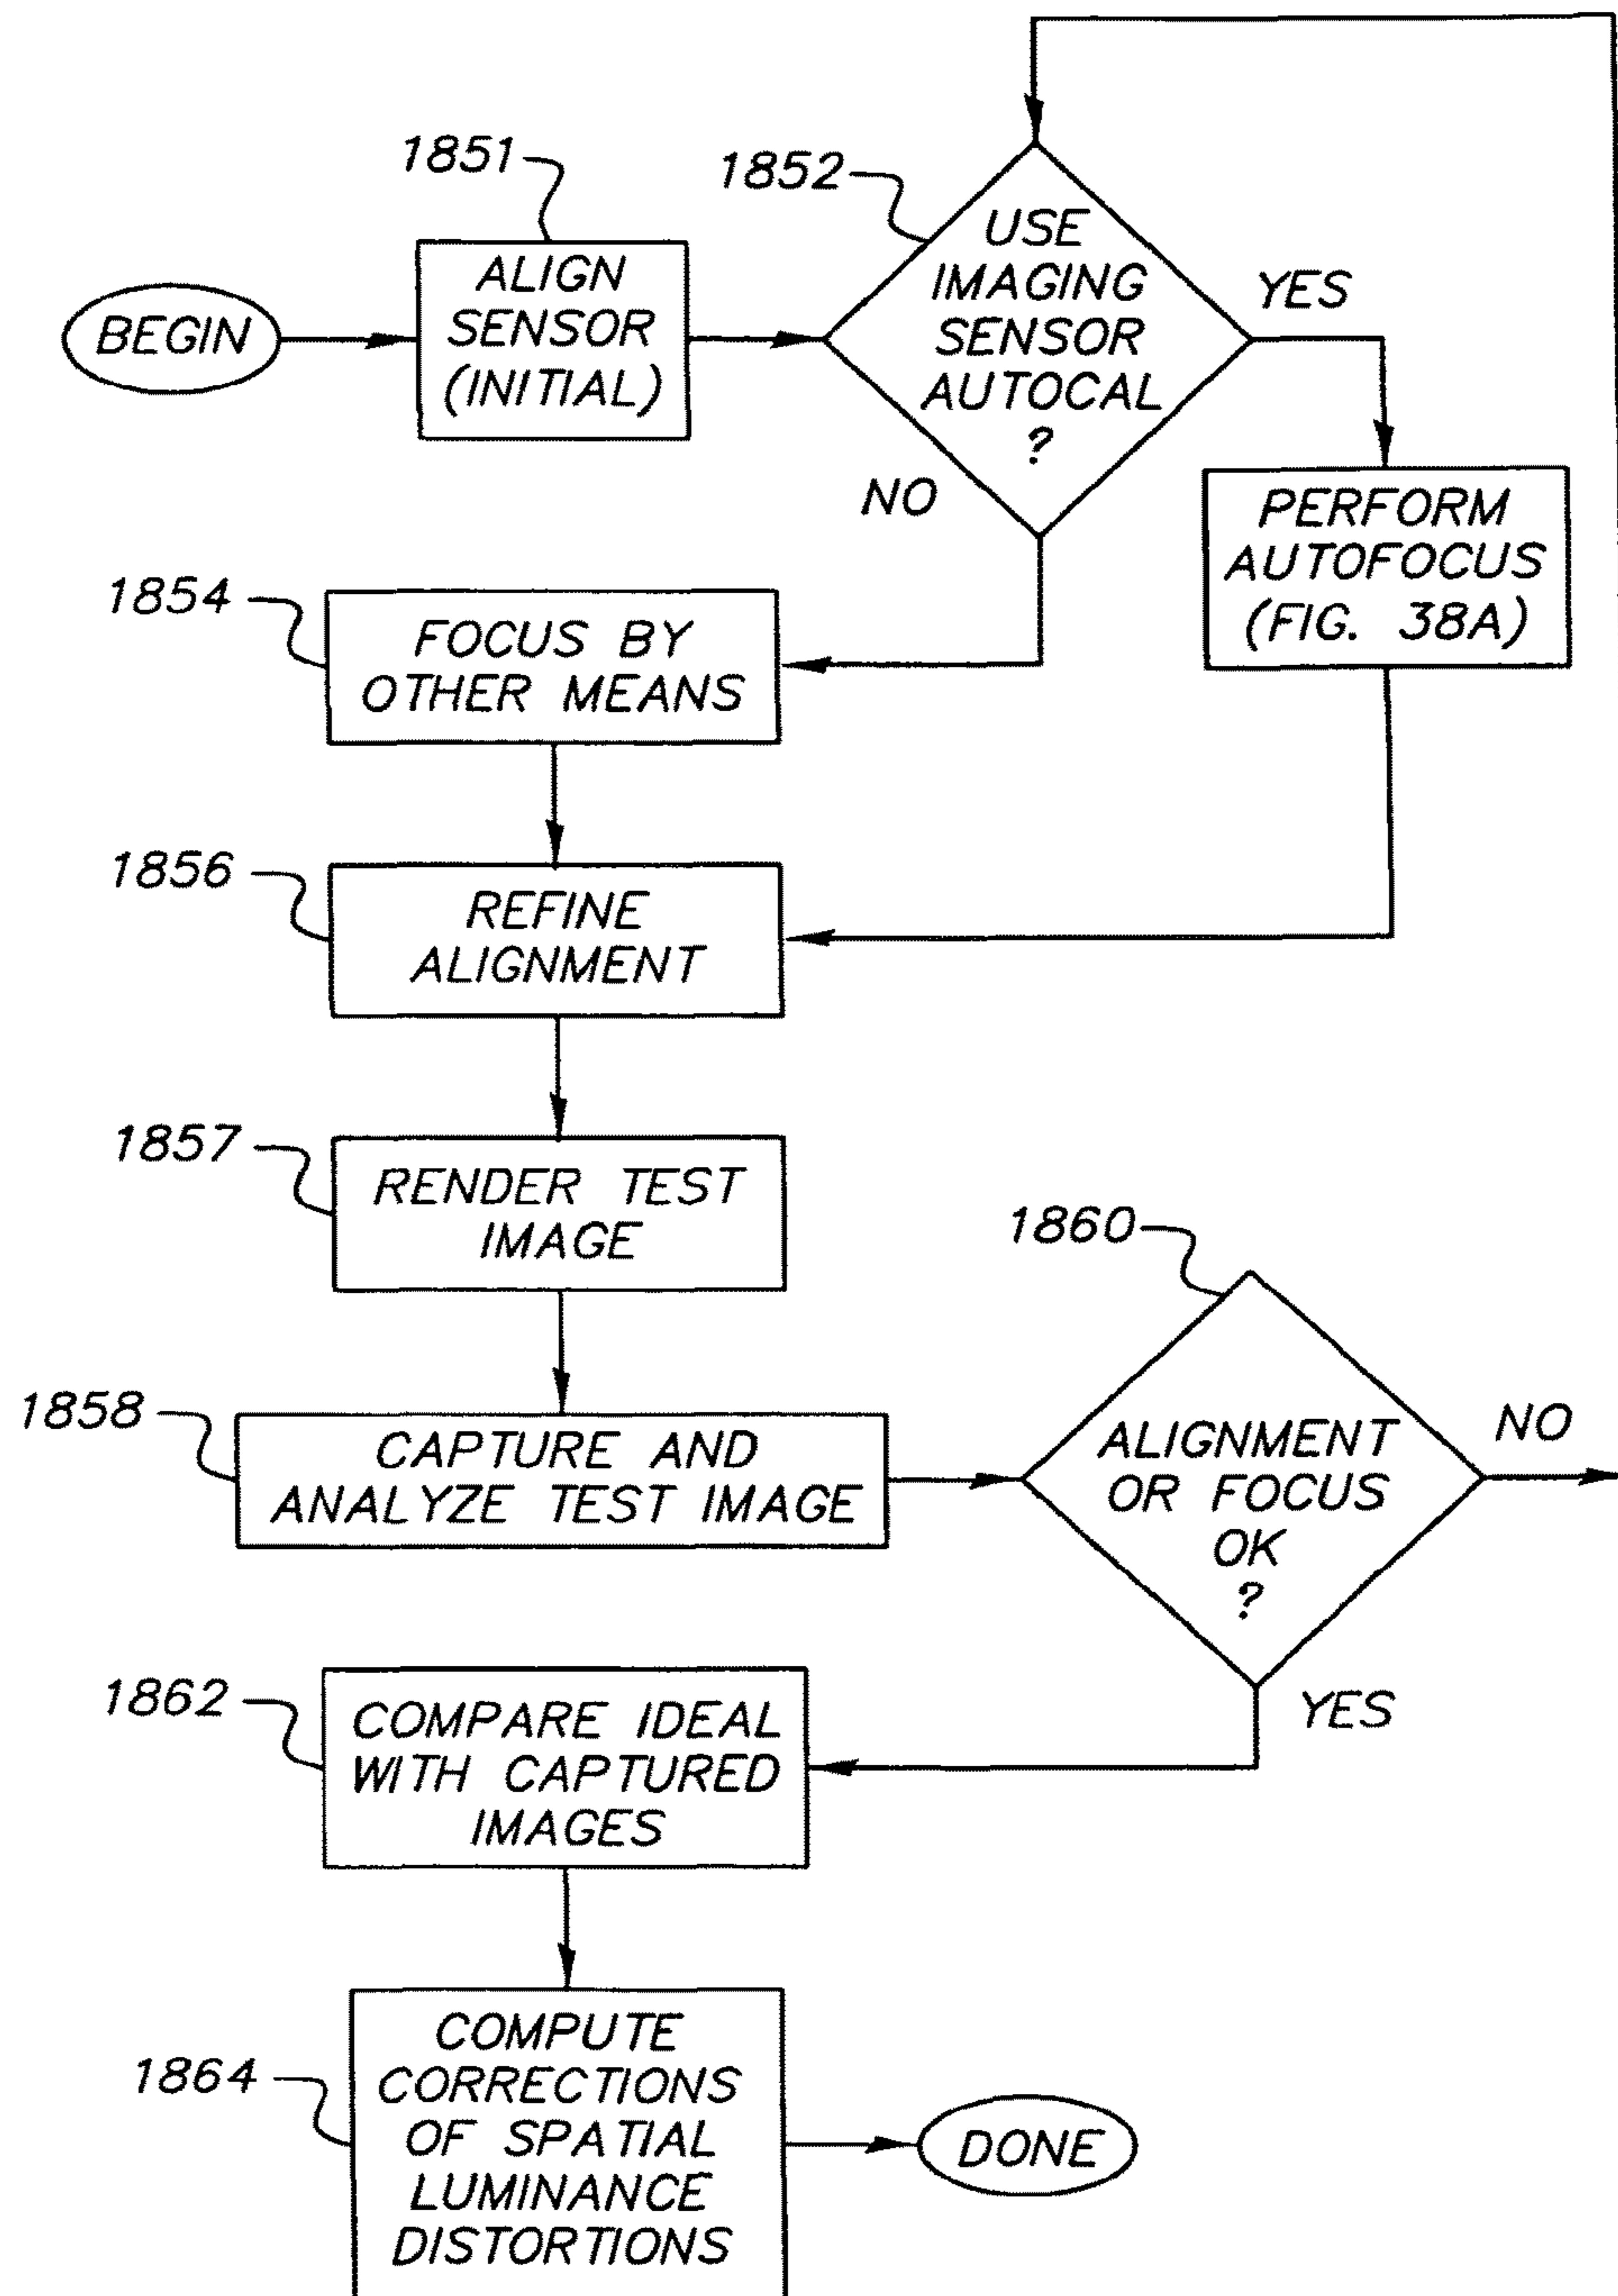 BEGIN
1851
ALIGN
SENSOR
(INITIAL)
1852
USE
IMAGING
SENSOR
AUTOCAL
?
YES
NO
PERFORM
AUTOFOCUS
(FIG. 38A)
1854
FOCUS BY
OTHER MEANS
1856
REFINE
ALIGNMENT
1857
RENDER TEST
IMAGE
1858
CAPTURE AND
ANALYZE TEST IMAGE
1860
ALIGNMENT
OR FOCUS
OK
?
NO
YES
1862
COMPARE IDEAL
WITH CAPTURED
IMAGES
1864
COMPUTE
CORRECTIONS
OF SPATIAL
LUMINANCE
DISTORTIONS
DONE